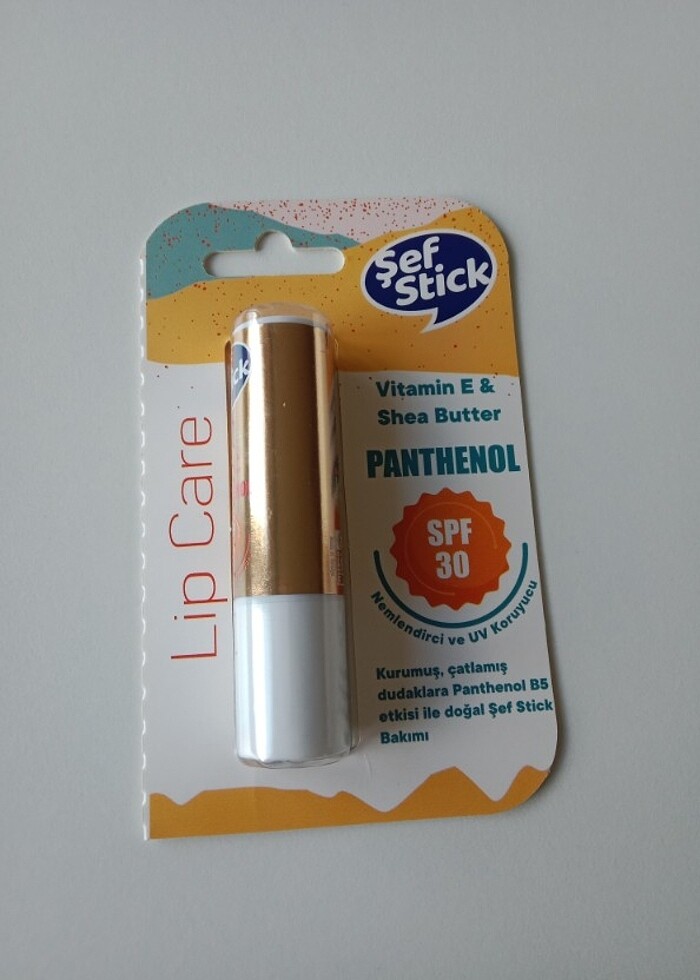 Şef
Stick
Vitamin E &
Shea Butter
PANTHENOL
SPF
30
Nemlendirci ve UV Koruyucu
Kurumuş, çatlamış
dudaklara Panthenol B5
etkisi ile doğal Şef Stick
Bakımı
Lip Care
ck